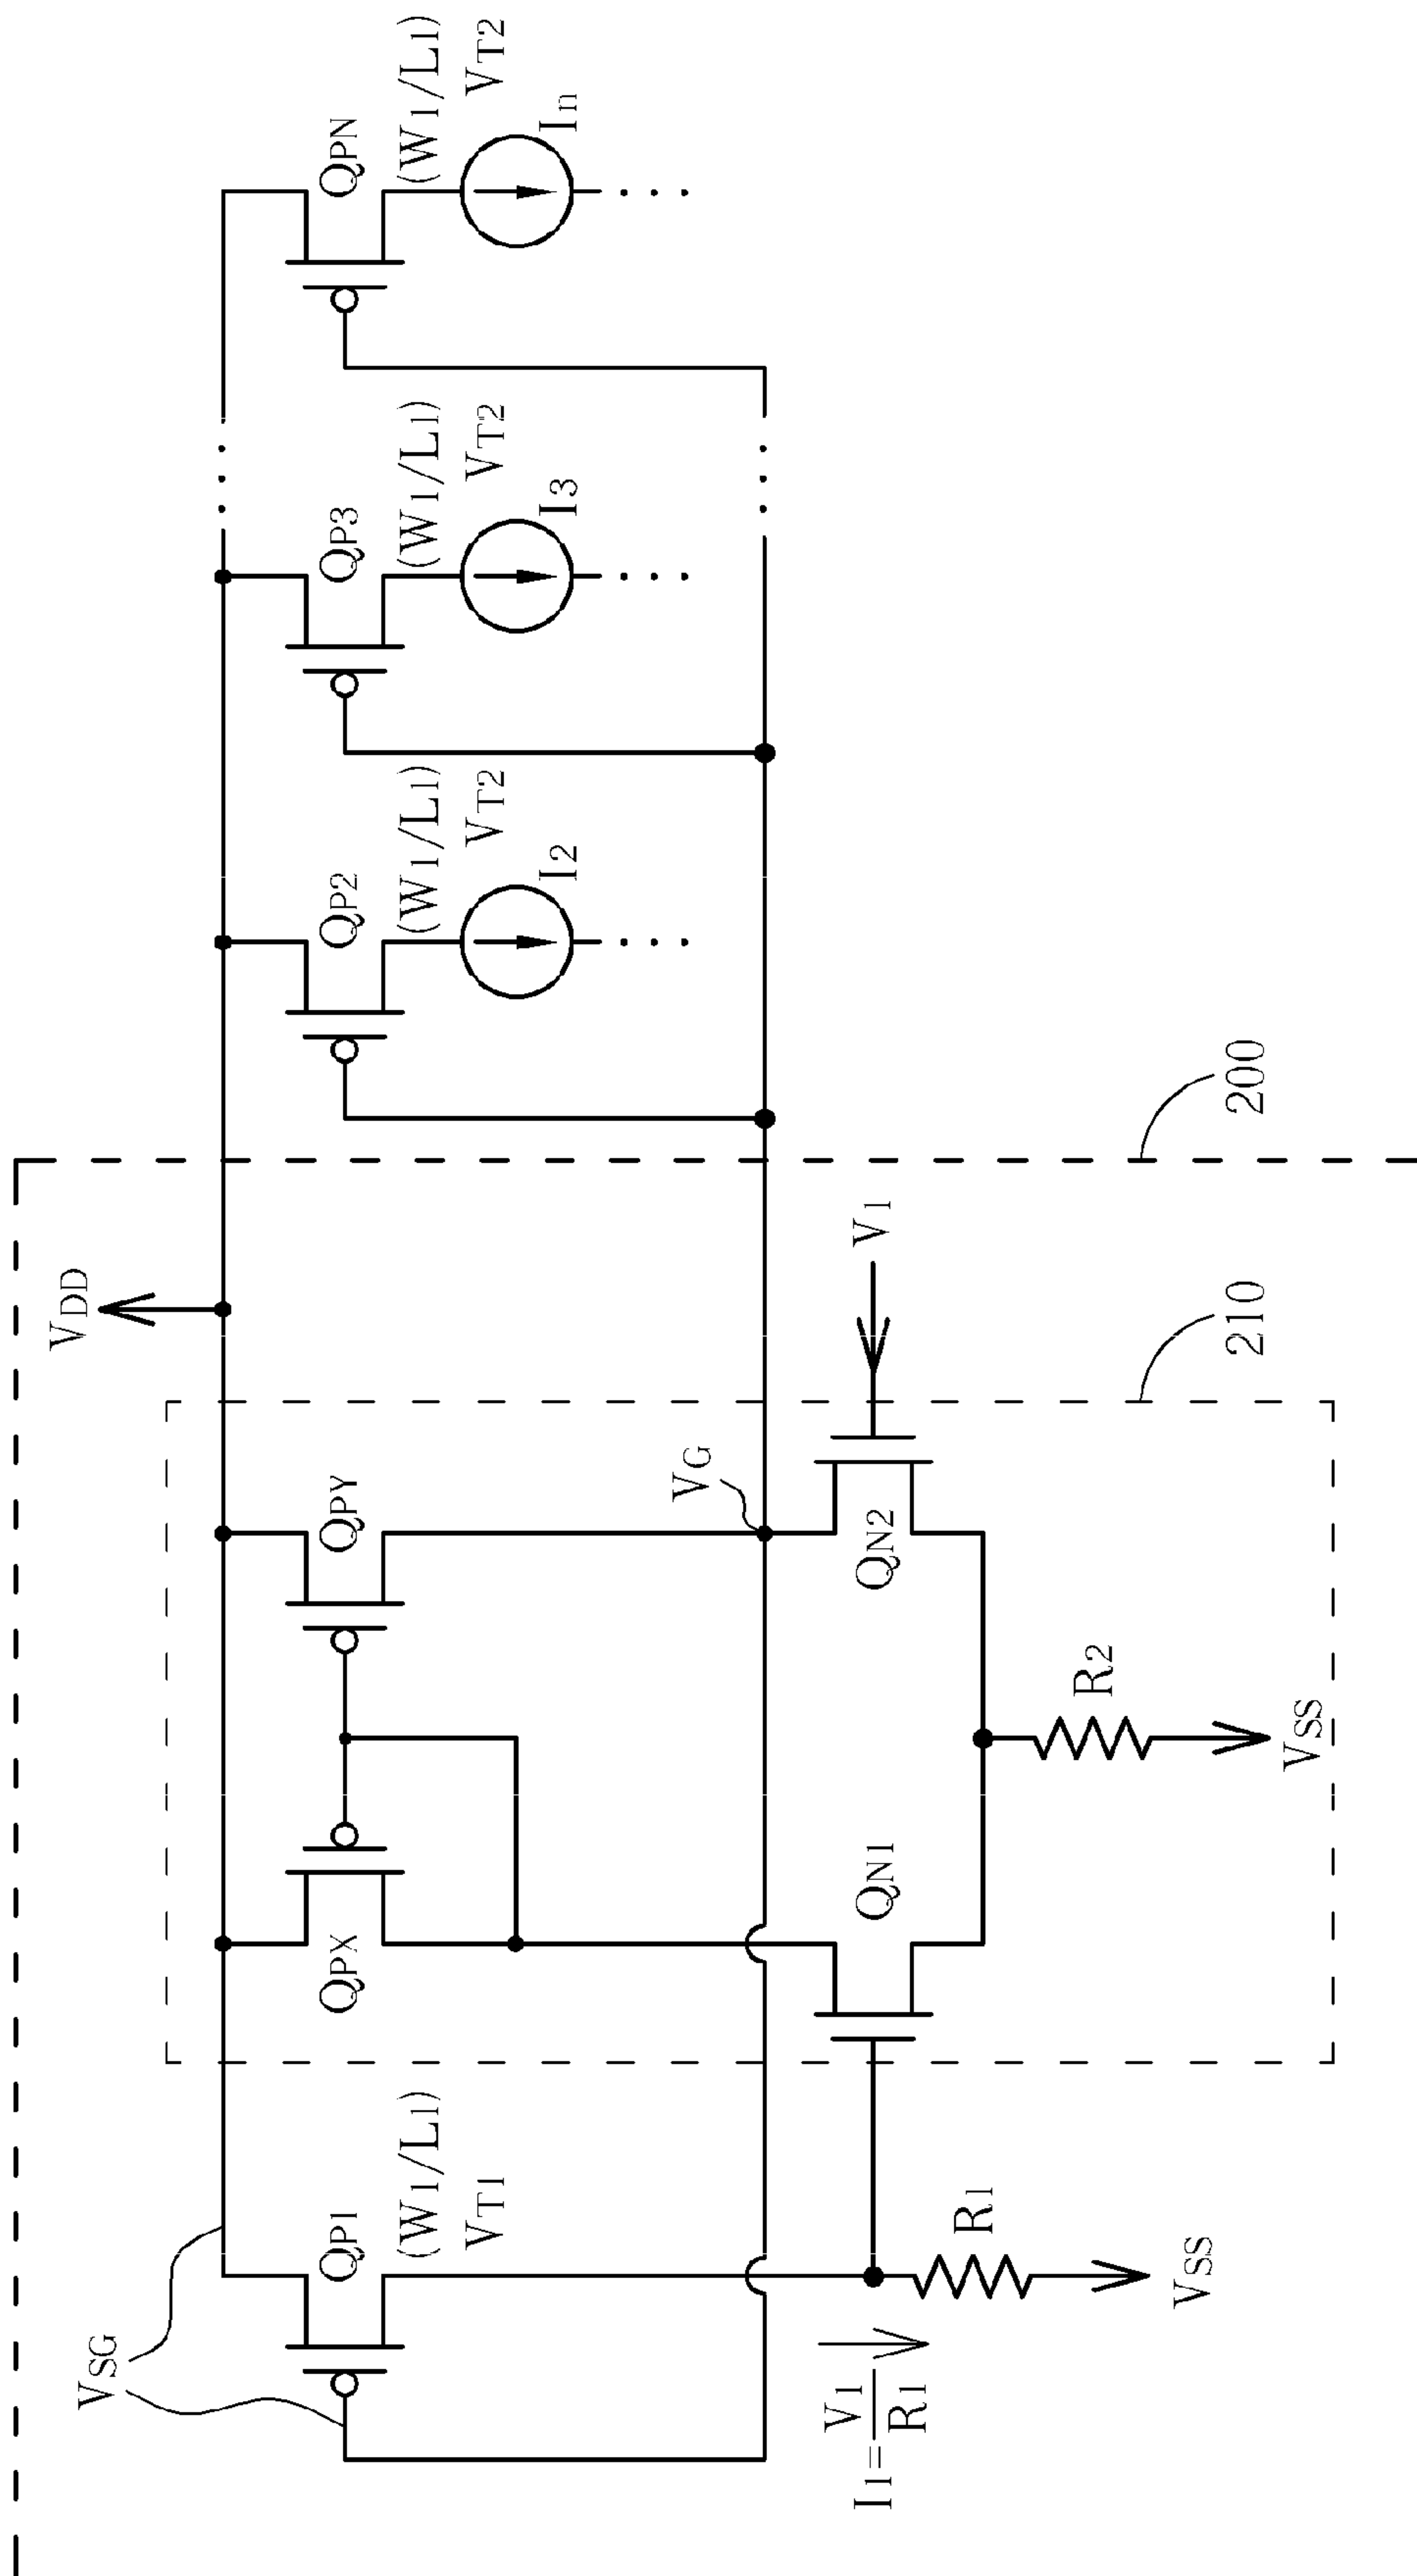 VDD
VSG
QP1
(W1/L1)
VT1
QPX
QPY
QP2
(W1/L1)
VT2
I2
QP3
(W1/L1)
VT2
I3
. . .
QPN
(W1/L1)
VT2
In
VG
I1=V1/R1
R1
VSS
QN1
QN2
V1
R2
VSS
210
200